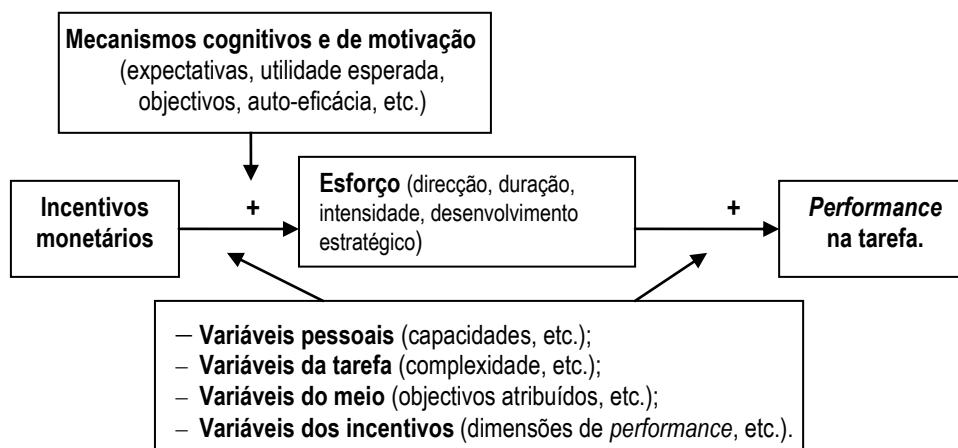 Mecanismos cognitivos e de motivação
(expectativas, utilidade esperada,
objectivos, auto-eficácia, etc.)
Incentivos
monetários
+
Esforço (direcção, duração,
intensidade, desenvolvimento
estratégico)
+
Performance
na tarefa.
– Variáveis pessoais (capacidades, etc.);
– Variáveis da tarefa (complexidade, etc.);
– Variáveis do meio (objectivos atribuídos, etc.);
– Variáveis dos incentivos (dimensões de performance, etc.).